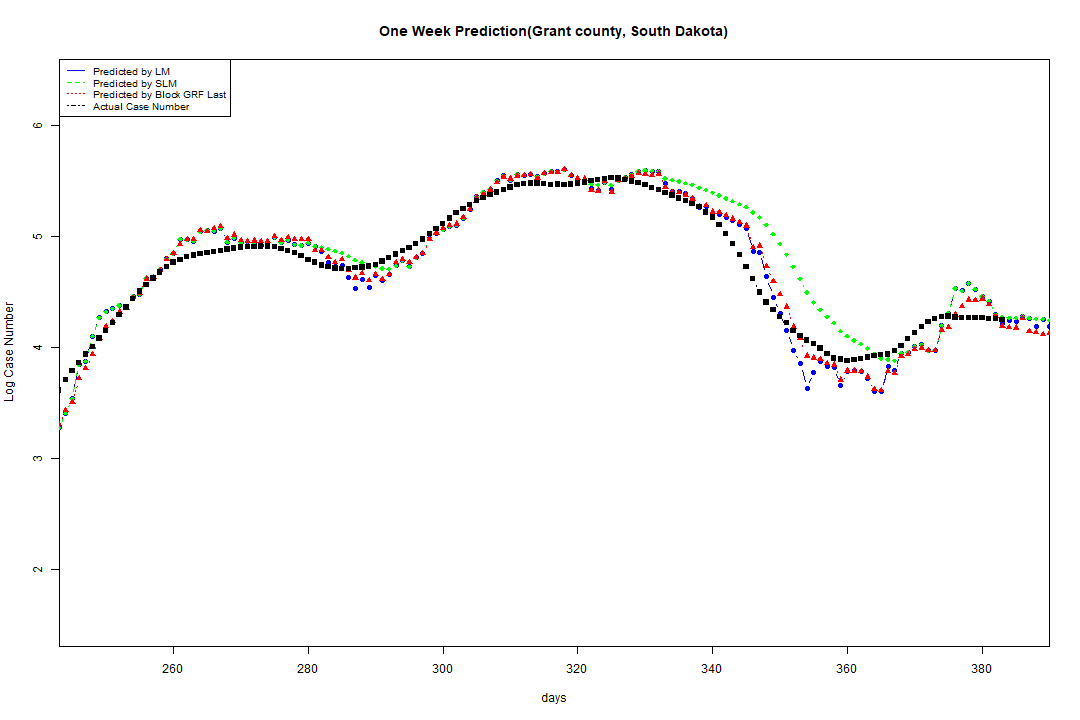 One Week Prediction(Grant county, South Dakota)
Predicted by LM
Predicted by SLM
Predicted by Block GRF Last
Actual Case Number
6
5
4
3
2
Log Case Number
260 280 300 320 340 360 380
days